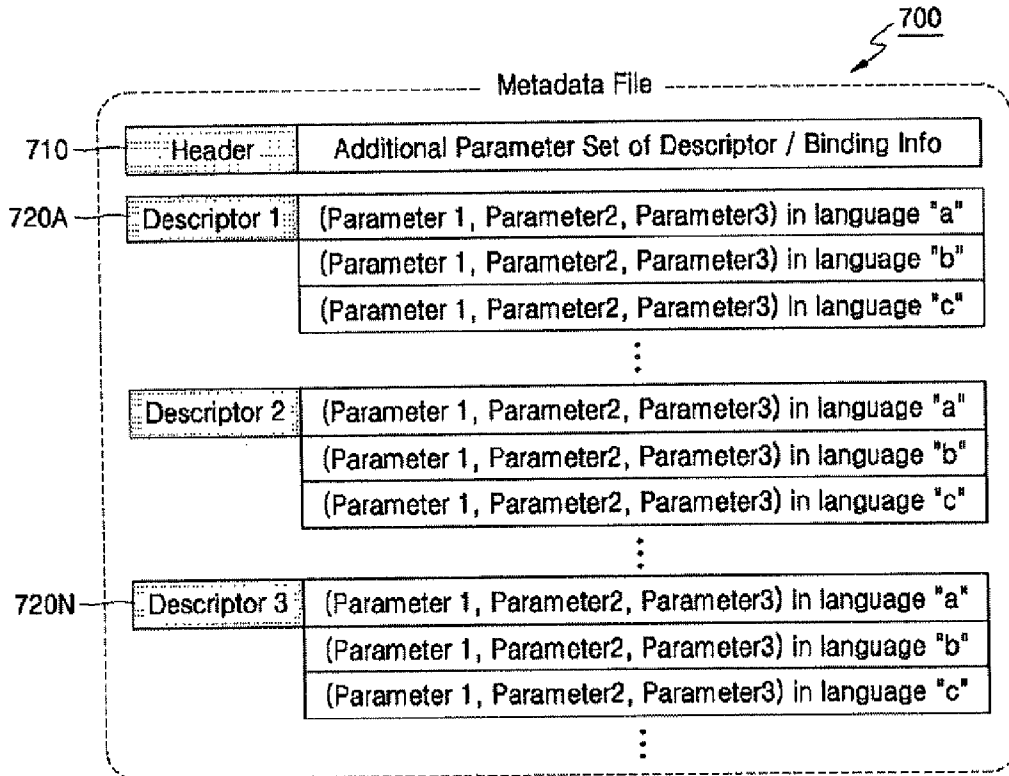 700
Metadata File
710 Header Additional Parameter Set of Descriptor / Binding Info
720A Descriptor 1 (Parameter 1, Parameter2, Parameter3) in language "a"
(Parameter 1, Parameter2, Parameter3) in language "b"
(Parameter 1, Parameter2, Parameter3) in language "c"
Descriptor 2 (Parameter 1, Parameter2, Parameter3) in language "a"
(Parameter 1, Parameter2, Parameter3) in language "b"
(Parameter 1, Parameter2, Parameter3) in language "c"
720N Descriptor 3 (Parameter 1, Parameter2, Parameter3) in language "a"
(Parameter 1, Parameter2, Parameter3) in language "b"
(Parameter 1, Parameter2, Parameter3) in language "c"